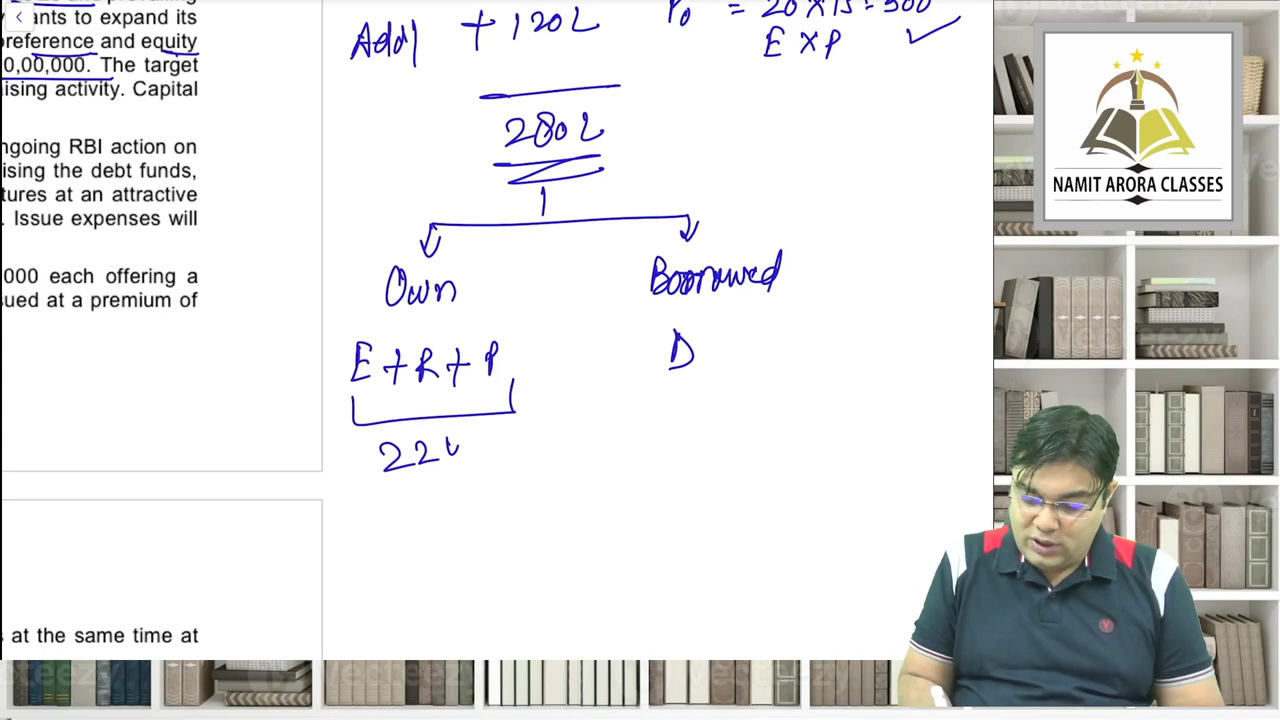 ants to expand its
reference and equity
0,00,000. The target
ising activity. Capital
ngoing RBI action on
ising the debt funds,
tures at an attractive
. Issue expenses will
000 each offering a
sued at a premium of
at the same time at
Addl + 120L
280L
Own Borrowed
E + R + P D
22
P0 = 20 × 15 = 300
E × P
NAMIT ARORA CLASSES